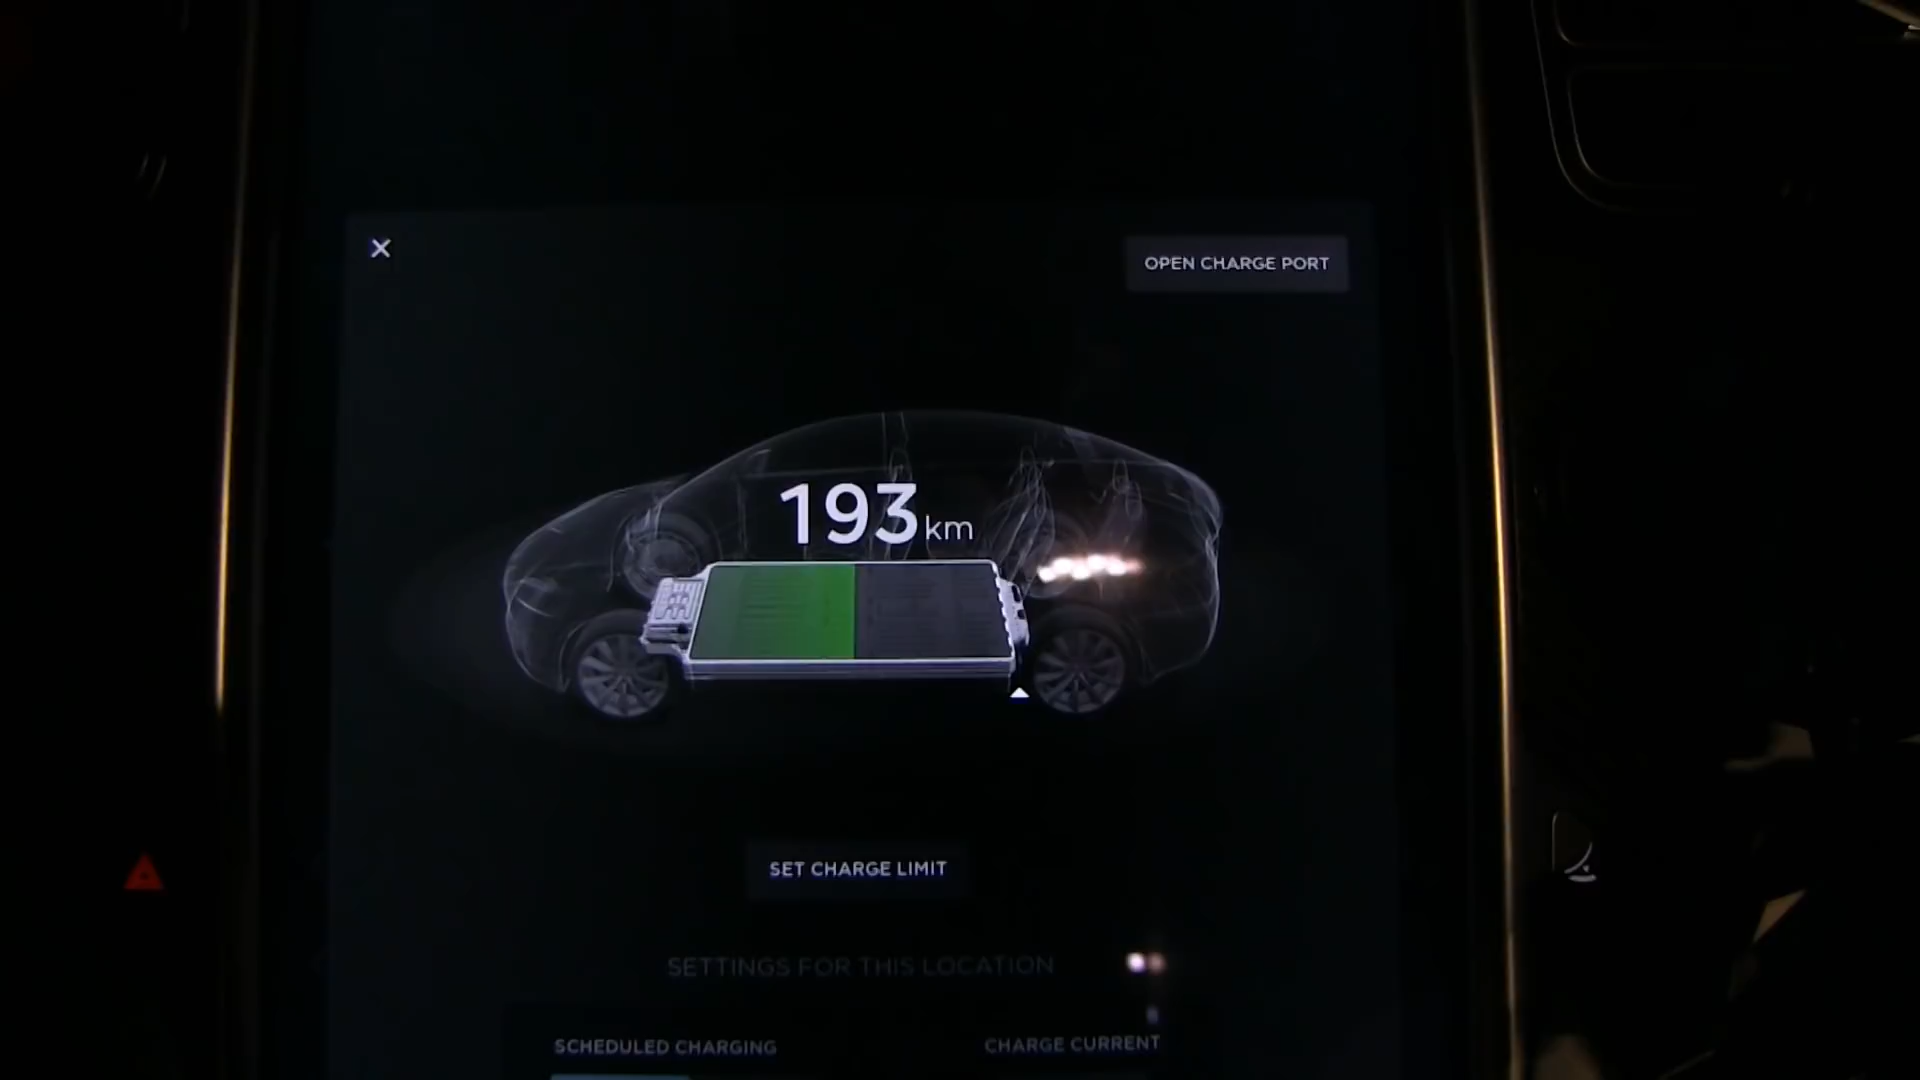 OPEN CHARGE PORT
193 km
SET CHARGE LIMIT
SETTINGS FOR THIS LOCATION
SCHEDULED CHARGING
CHARGE CURRENT